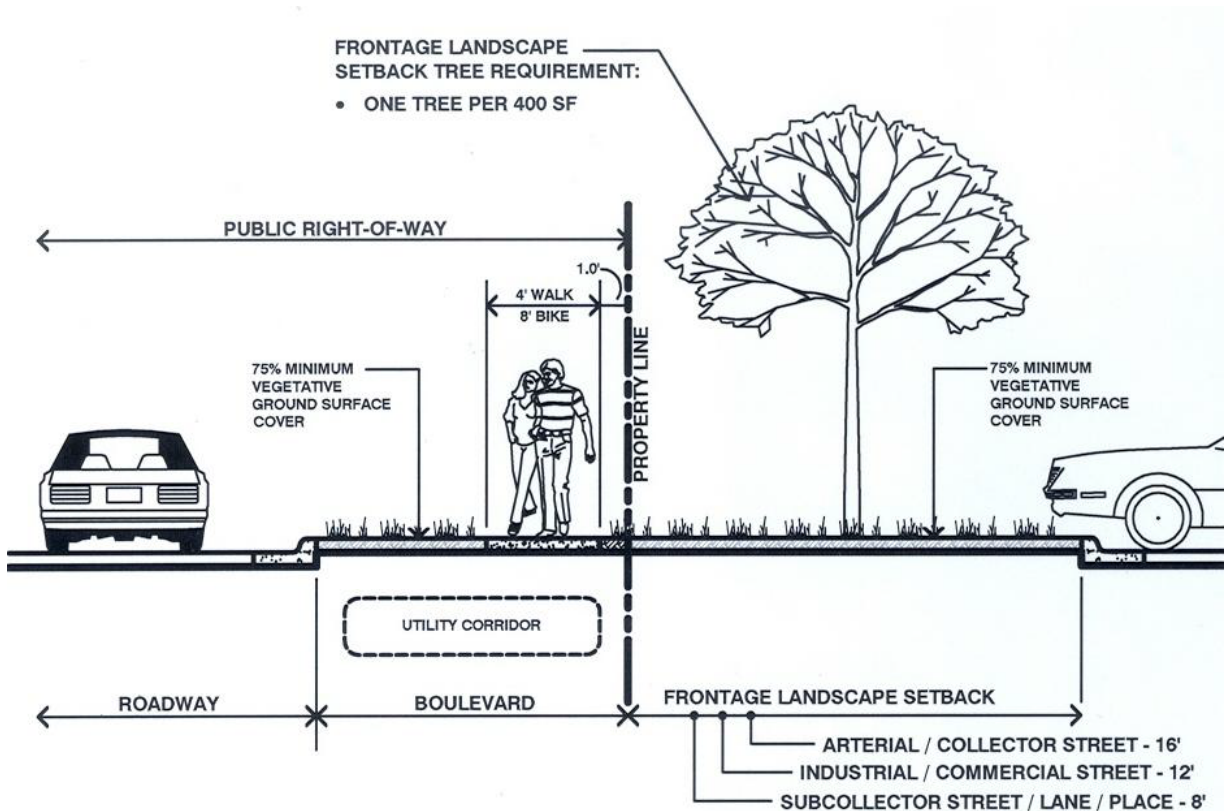 FRONTAGE LANDSCAPE
SETBACK TREE REQUIREMENT:
• ONE TREE PER 400 SF
PUBLIC RIGHT-OF-WAY
1.0'
4' WALK
8' BIKE
PROPERTY LINE
75% MINIMUM
VEGETATIVE
GROUND SURFACE
COVER
75% MINIMUM
VEGETATIVE
GROUND SURFACE
COVER
UTILITY CORRIDOR
ROADWAY
BOULEVARD
FRONTAGE LANDSCAPE SETBACK
ARTERIAL / COLLECTOR STREET - 16'
INDUSTRIAL / COMMERCIAL STREET - 12'
SUBCOLLECTOR STREET / LANE / PLACE - 8'